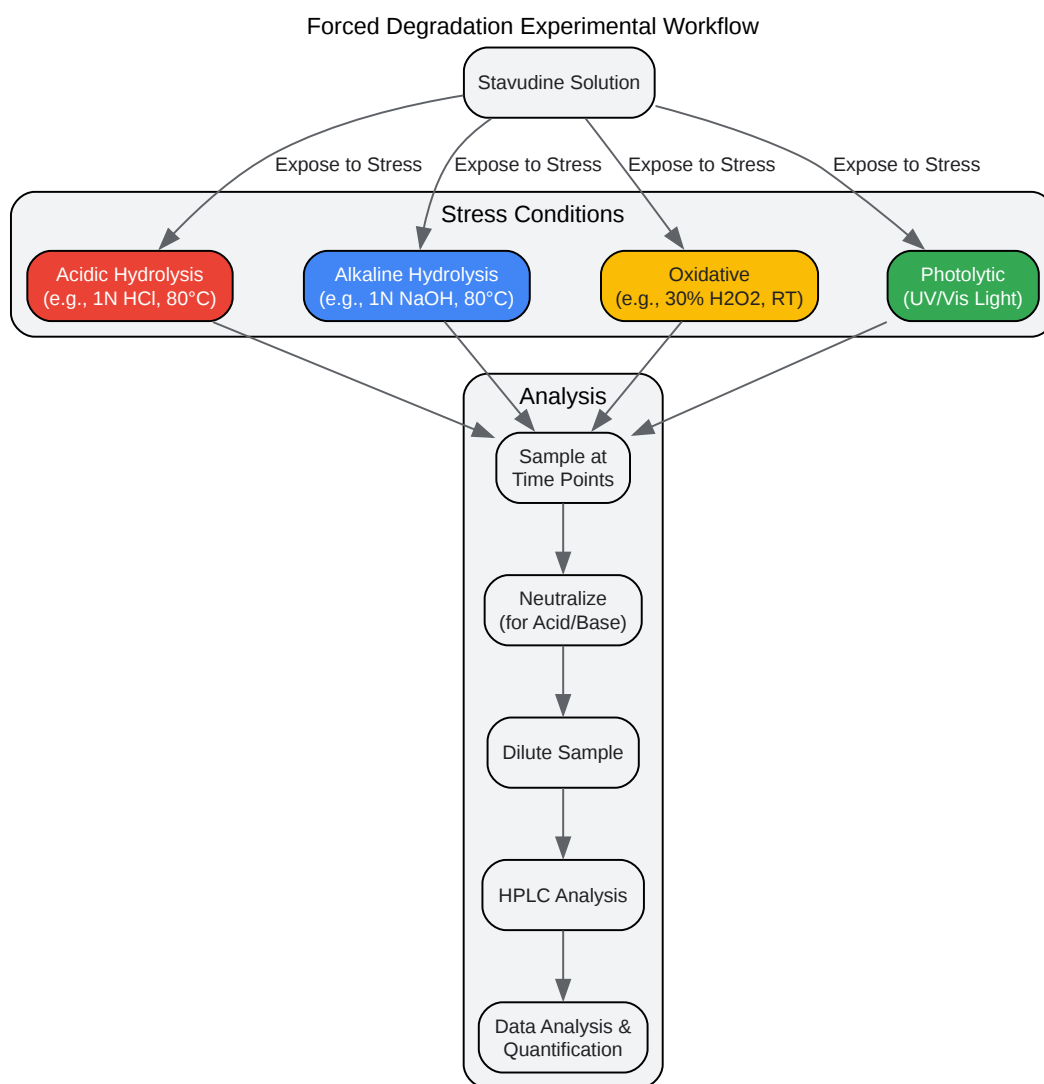 Forced Degradation Experimental Workflow
Stavudine Solution
Expose to Stress
Expose to Stress
Expose to Stress
Expose to Stress
Stress Conditions
Acidic Hydrolysis
(e.g., 1N HCl, 80°C)
Alkaline Hydrolysis
(e.g., 1N NaOH, 80°C)
Oxidative
(e.g., 30% H2O2, RT)
Photolytic
(UV/Vis Light)
Analysis
Sample at
Time Points
Neutralize
(for Acid/Base)
Dilute Sample
HPLC Analysis
Data Analysis &
Quantification